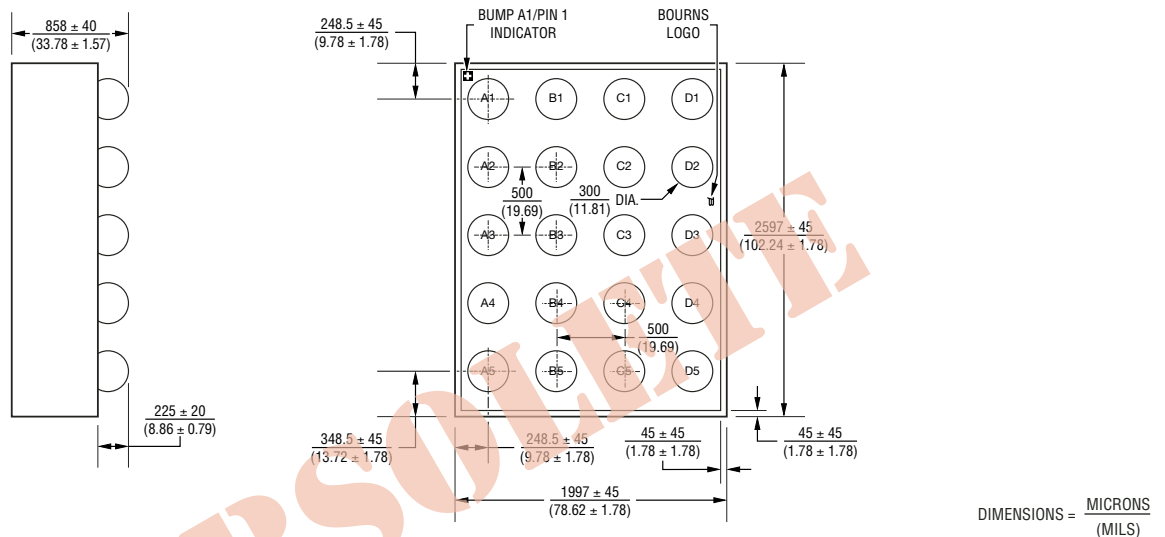 858 ± 40
(33.78 ± 1.57)
248.5 ± 45
(9.78 ± 1.78)
BUMP A1/PIN 1
INDICATOR
BOURNS
LOGO
A1 B1 C1 D1
A2 B2 C2 D2
500
(19.69)
300
(11.81)
DIA.
A3 B3 C3 D3
2597 ± 45
(102.24 ± 1.78)
A4 B4 C4 D4
500
(19.69)
A5 B5 C5 D5
225 ± 20
(8.86 ± 0.79)
348.5 ± 45
(13.72 ± 1.78)
248.5 ± 45
(9.78 ± 1.78)
45 ± 45
(1.78 ± 1.78)
45 ± 45
(1.78 ± 1.78)
1997 ± 45
(78.62 ± 1.78)
DIMENSIONS = MICRONS
(MILS)
OBSOLETE